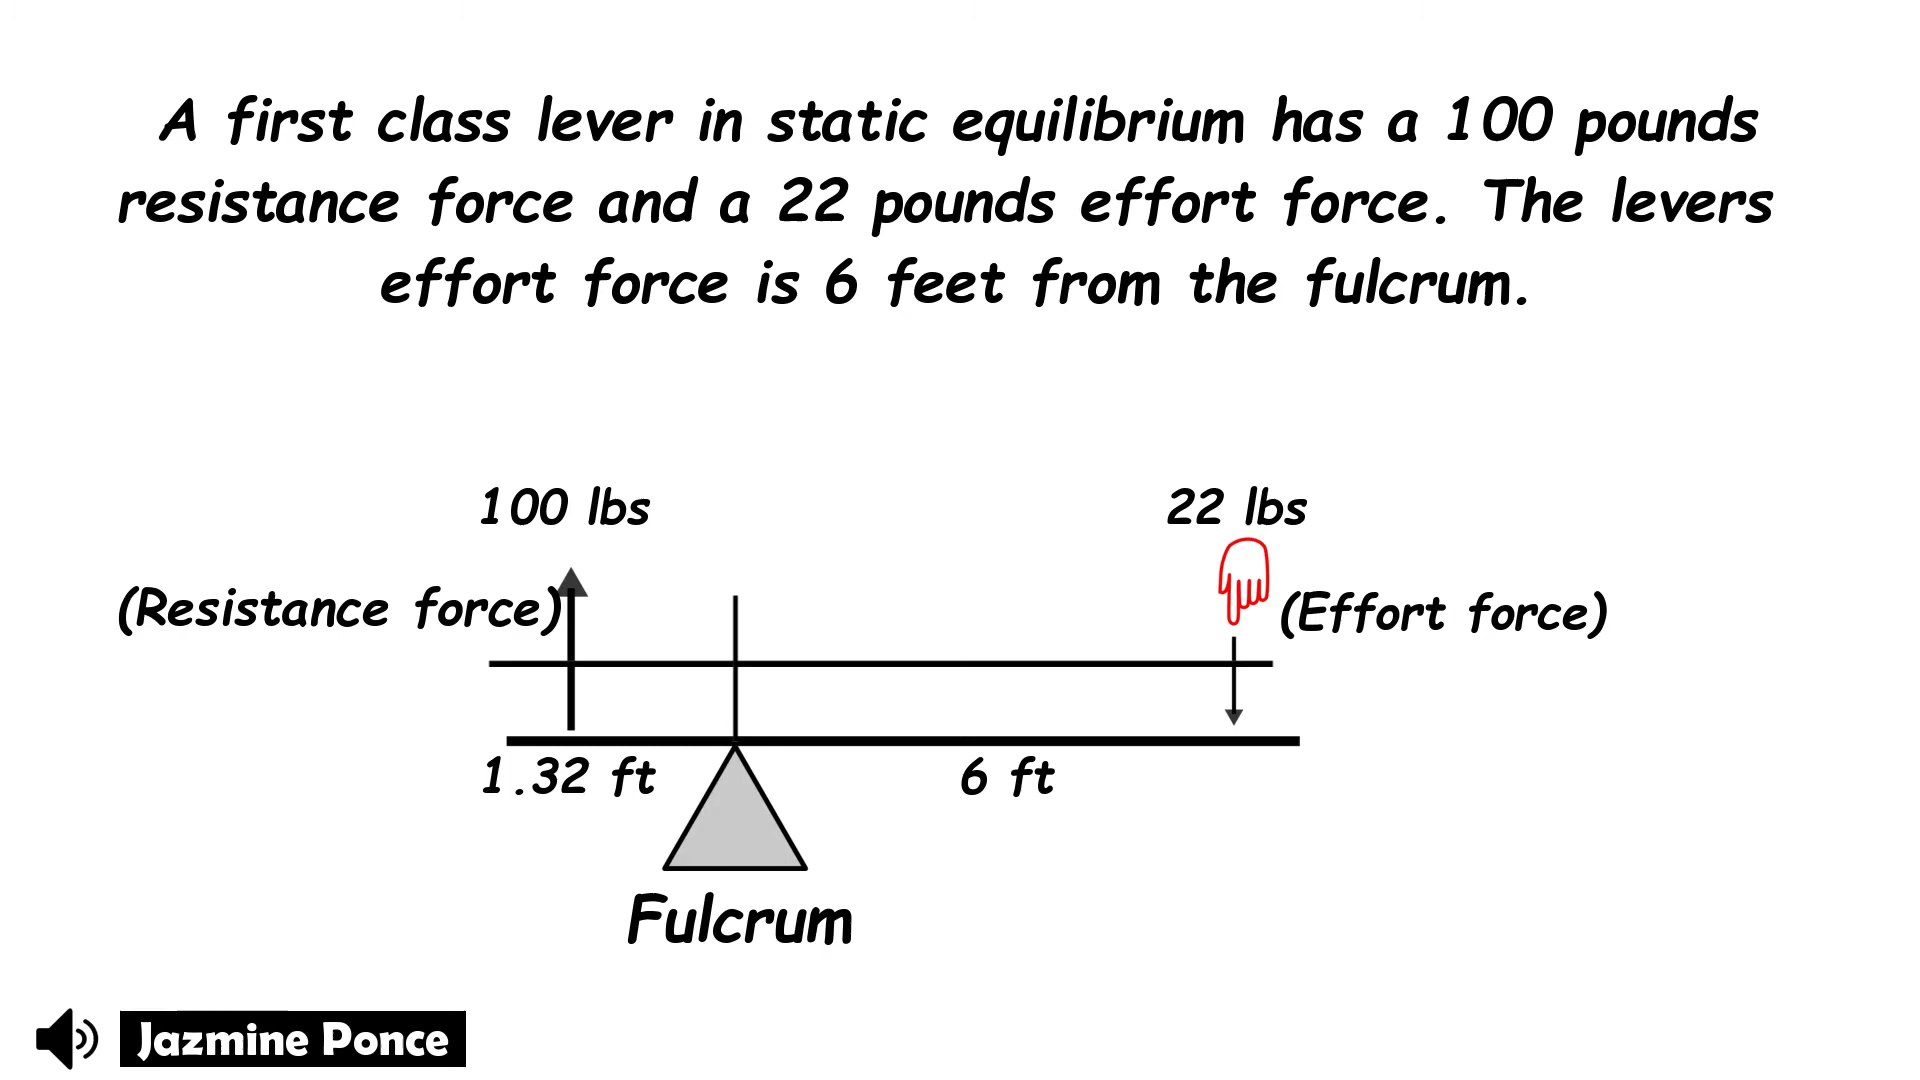 A first class lever in static equilibrium has a 100 pounds
resistance force and a 22 pounds effort force. The levers
effort force is 6 feet from the fulcrum.
100 lbs
22 lbs
(Resistance force)
(Effort force)
1.32 ft
6 ft
Fulcrum
Jazmine Ponce